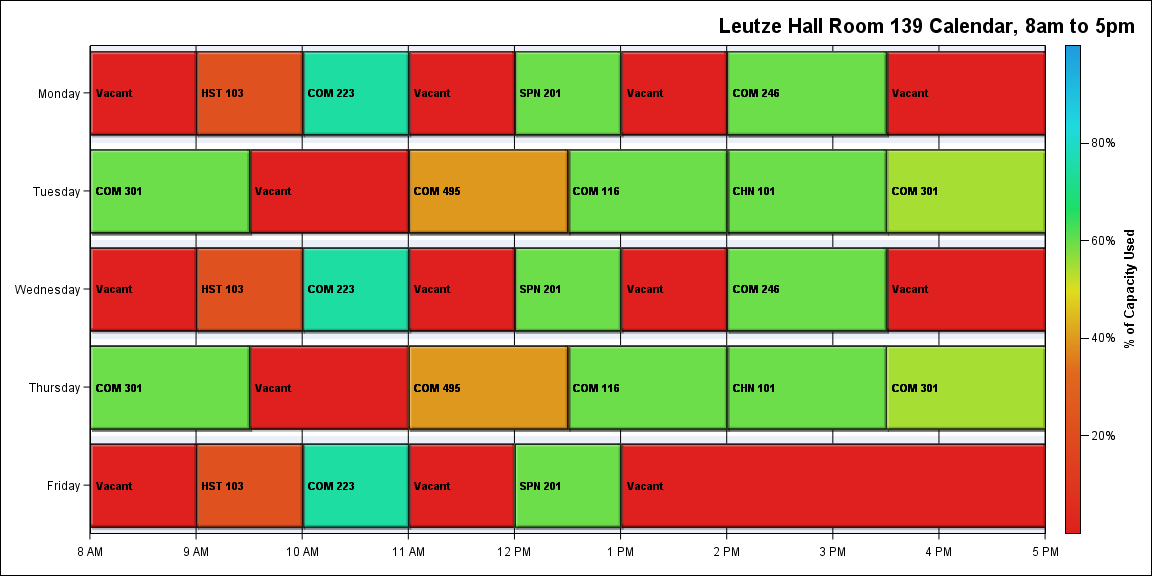 Leutze Hall Room 139 Calendar, 8am to 5pm
Monday
Vacant
HST 103
COM 223
Vacant
SPN 201
Vacant
COM 246
Vacant
Tuesday
COM 301
Vacant
COM 495
COM 116
CHN 101
COM 301
Wednesday
Vacant
HST 103
COM 223
Vacant
SPN 201
Vacant
COM 246
Vacant
Thursday
COM 301
Vacant
COM 495
COM 116
CHN 101
COM 301
Friday
Vacant
HST 103
COM 223
Vacant
SPN 201
Vacant
8 AM
9 AM
10 AM
11 AM
12 PM
1 PM
2 PM
3 PM
4 PM
5 PM
80%
60%
40%
20%
% of Capacity Used